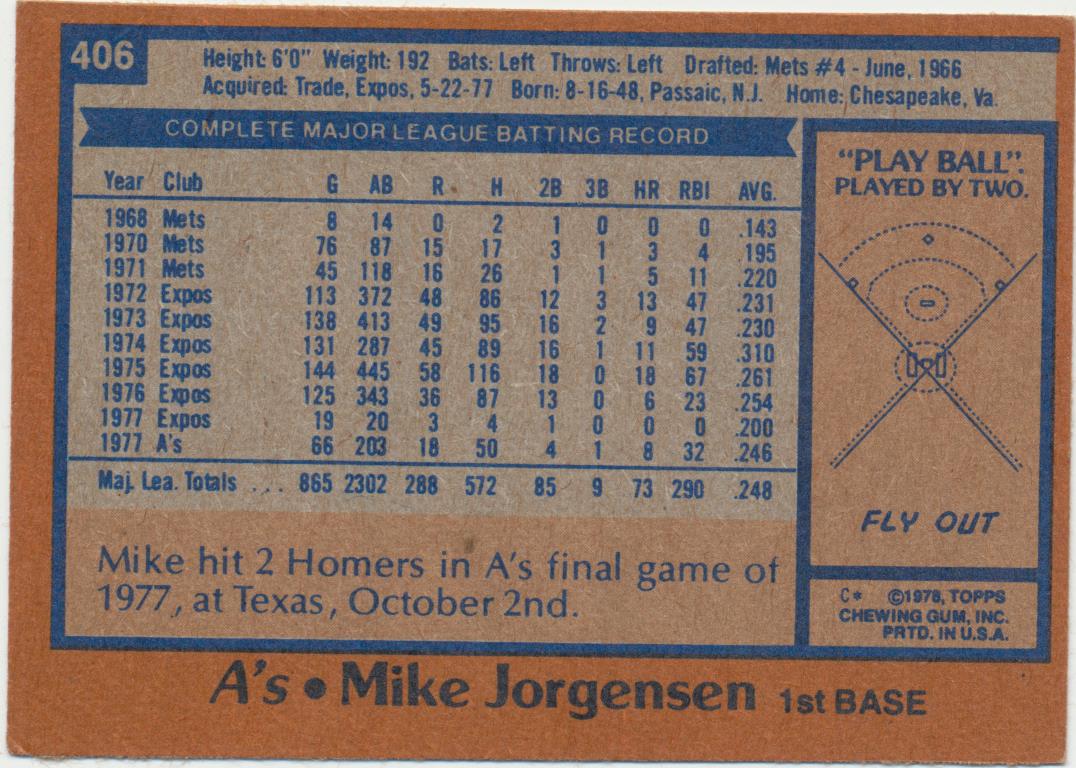 406
Height: 6'0" Weight: 192 Bats: Left Throws: Left Drafted: Mets #4 - June, 1966
Acquired: Trade, Expos, 5-22-77 Born: 8-16-48, Passaic, N.J. Home: Chesapeake, Va.
COMPLETE MAJOR LEAGUE BATTING RECORD
Year Club G AB R H 2B 3B HR RBI AVG.
1968 Mets 8 14 0 2 1 0 0 0 .143
1970 Mets 76 87 15 17 3 1 3 4 .195
1971 Mets 45 118 16 26 1 1 5 11 .220
1972 Expos 113 372 48 86 12 3 13 47 .231
1973 Expos 138 413 49 95 16 2 9 47 .230
1974 Expos 131 287 45 89 16 1 11 59 .310
1975 Expos 144 445 58 116 18 0 18 67 .261
1976 Expos 125 343 36 87 13 0 6 23 .254
1977 Expos 19 20 3 4 1 0 0 0 .200
1977 A's 66 203 18 50 4 1 8 32 .246
Maj. Lea. Totals ... 865 2302 288 572 85 9 73 290 .248
Mike hit 2 Homers in A's final game of
1977, at Texas, October 2nd.
"PLAY BALL".
PLAYED BY TWO.
FLY OUT
C* ©1978, TOPPS
CHEWING GUM, INC.
PRTD. IN U.S.A.
A's • Mike Jorgensen 1st BASE